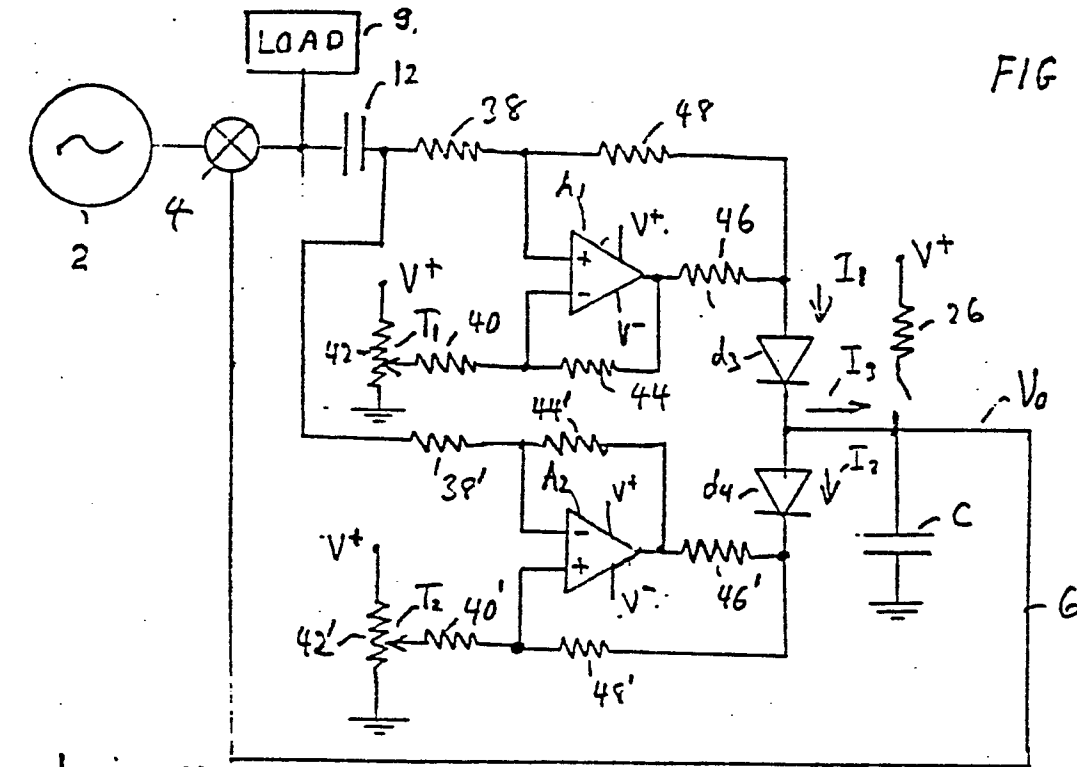 LOAD
9.
FIG
12
38
48
4
2
A1
V+.
46
I1
V+
V+
T1
40
42
+
-
V-
d3
I3
26
44
44'
V0
'38'
A2
V+
d4
I2
C
V+
-
+
V-.
46'
T2
40'
42'
48'
6